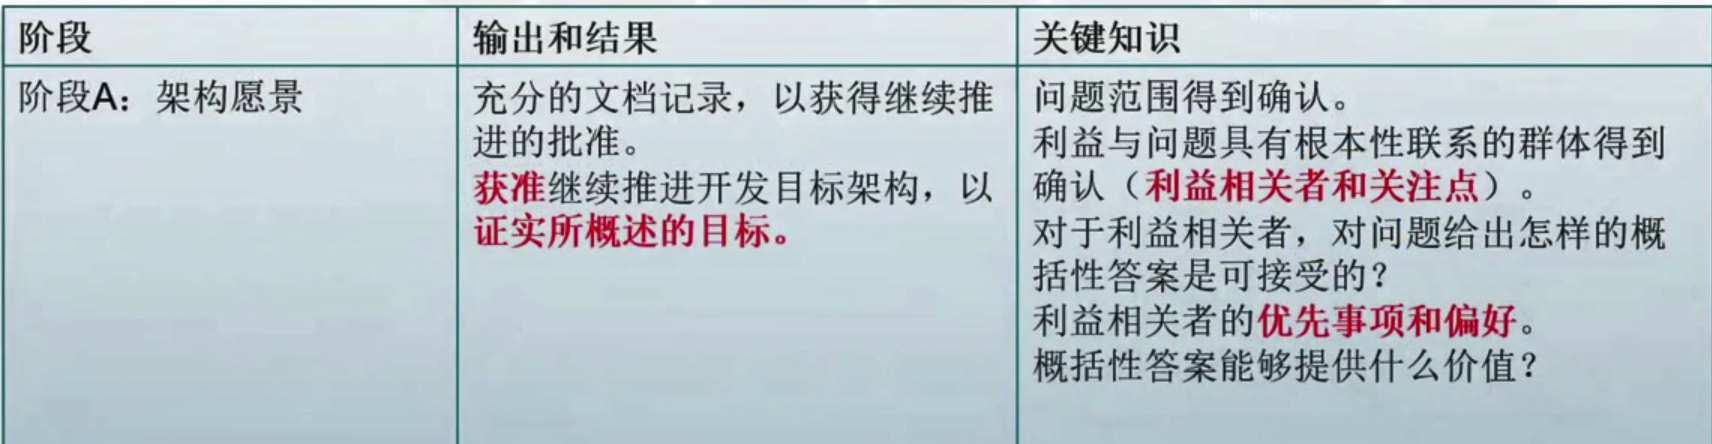 阶段
输出和结果
关键知识
阶段A：架构愿景
充分的文档记录，以获得继续推
进的批准。
获准继续推进开发目标架构，以
证实所概述的目标。
问题范围得到确认。
利益与问题具有根本性联系的群体得到
确认（利益相关者和关注点）。
对于利益相关者，对问题给出怎样的概
括性答案是可接受的？
利益相关者的优先事项和偏好。
概括性答案能够提供什么价值？